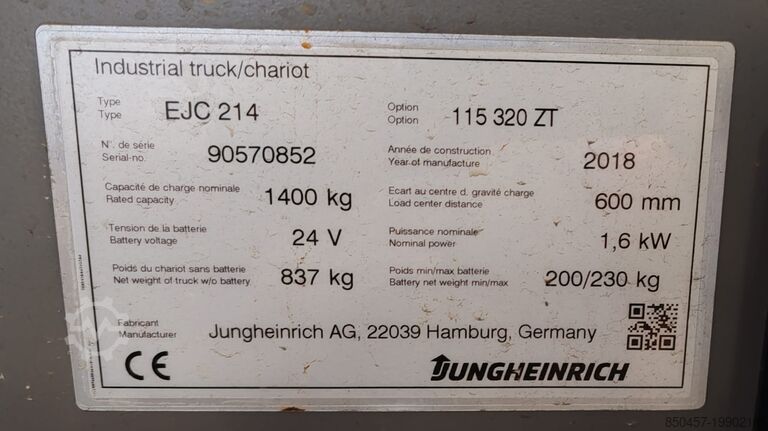 Industrial truck/chariot
Type EJC 214 Option 115 320 ZT
Type Option
N°. de série 90570852 Année de construction 2018
Serial-no. Year of manufacture
Capacité de charge nominale 1400 kg Ecart au centre d. gravité charge 600 mm
Rated capacity Load center distance
Tension de la batterie 24 V Puissance nominale 1,6 kW
Battery voltage Nominal power
Poids du chariot sans batterie 837 kg Poids min/max batterie 200/230 kg
Net weight of truck w/o battery Battery net weight min/max
Fabricant Jungheinrich AG, 22039 Hamburg, Germany
Manufacturer
CE JUNGHEINRICH